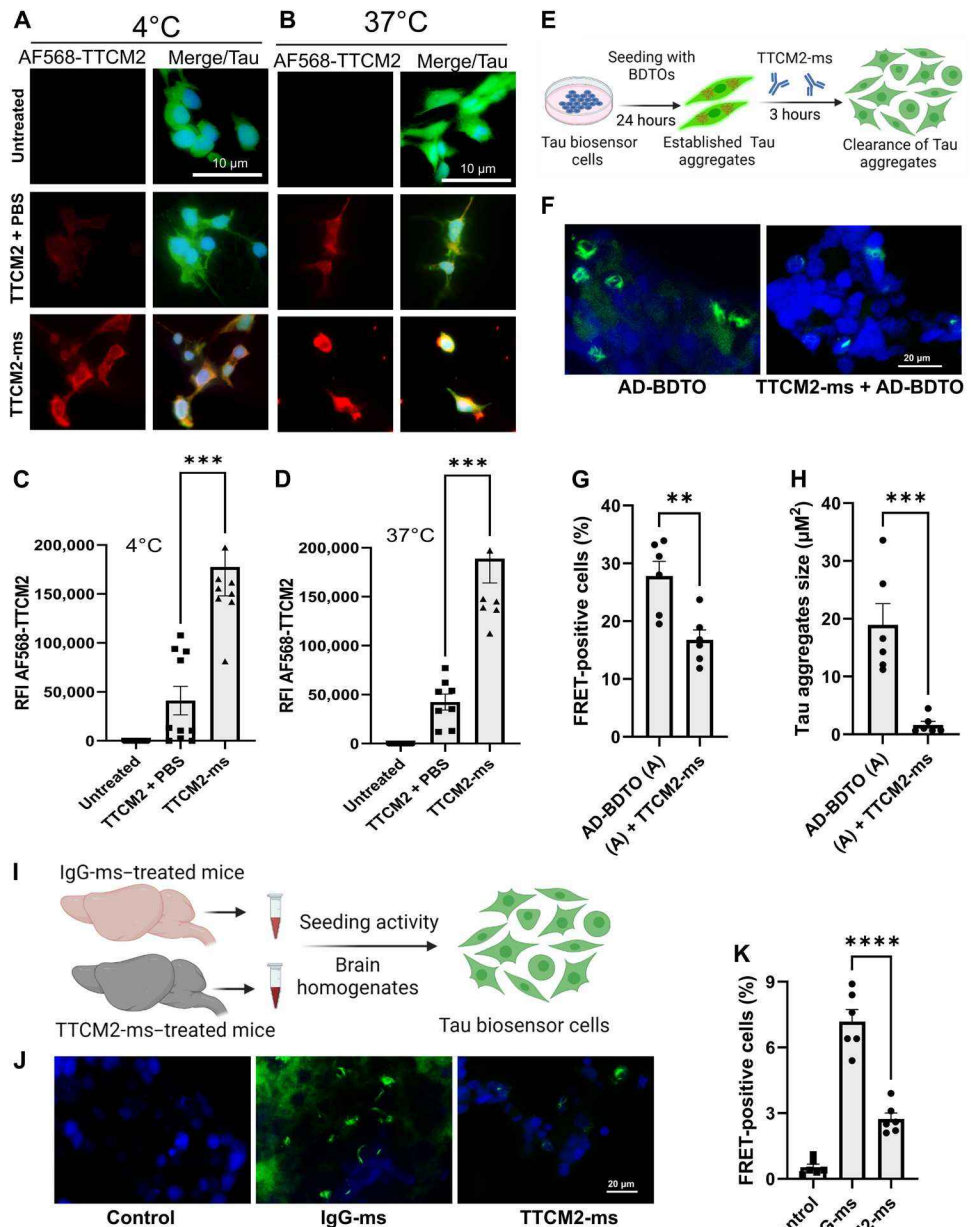 A
4°C
AF568-TTCM2
Merge/Tau
Untreated
10 µm
TTCM2 + PBS
TTCM2-ms
B
37°C
AF568-TTCM2
Merge/Tau
10 µm
E
Seeding with
BDTOs
24 hours
TTCM2-ms
3 hours
Tau biosensor
cells
Established Tau
aggregates
Clearance of Tau
aggregates
F
20 µm
AD-BDTO
TTCM2-ms + AD-BDTO
C
***
4°C
RFI AF568-TTCM2
200,000
150,000
100,000
50,000
0
Untreated
TTCM2 + PBS
TTCM2-ms
D
***
37°C
RFI AF568-TTCM2
200,000
150,000
100,000
50,000
0
Untreated
TTCM2 + PBS
TTCM2-ms
G
**
FRET-positive cells (%)
40
30
20
10
0
AD-BDTO (A)
(A) + TTCM2-ms
H
***
Tau aggregates size (µM²)
40
30
20
10
0
AD-BDTO (A)
(A) + TTCM2-ms
I
IgG-ms–treated mice
Seeding activity
Brain
homogenates
TTCM2-ms–treated mice
Tau biosensor cells
J
20 µm
Control
IgG-ms
TTCM2-ms
K
****
FRET-positive cells (%)
9
6
3
0